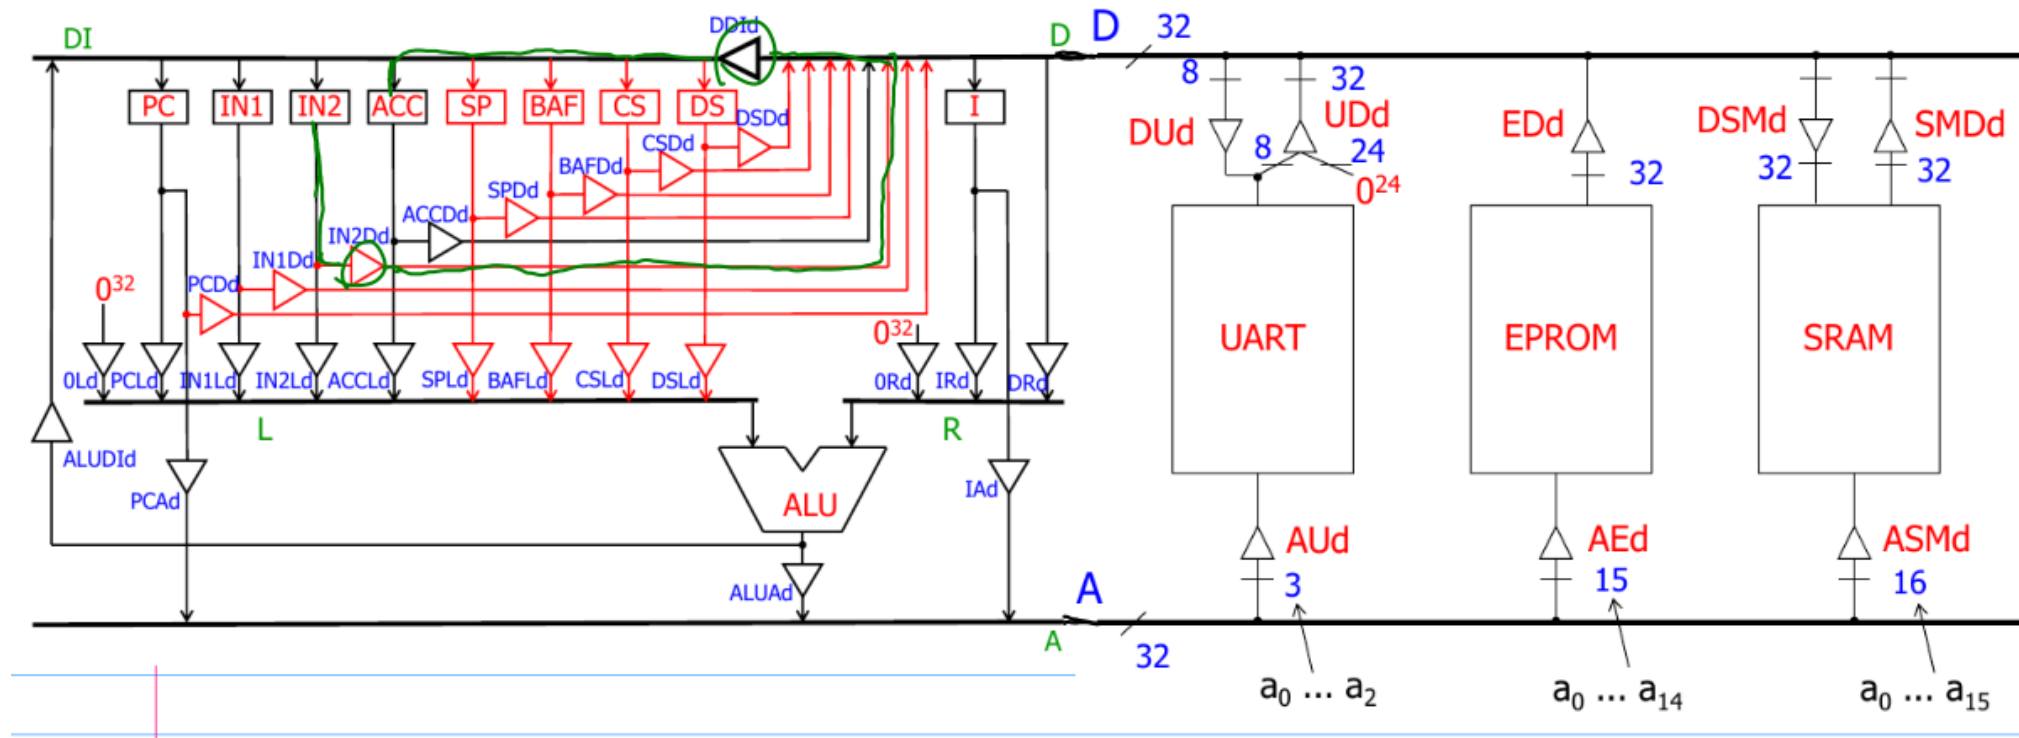 DI
DDId
D
D
32
8
32
PC
IN1
IN2
ACC
SP
BAF
CS
DS
I
DSDd
CSDd
BAFDd
SPDd
ACCDd
IN2Dd
IN1Dd
PCDd
DUd
UDd
8
24
0²⁴
EDd
32
DSMd
32
SMDd
32
0³²
0³²
UART
EPROM
SRAM
0Ld
PCLd
IN1Ld
IN2Ld
ACCLd
SPLd
BAFLd
CSLd
DSLd
0Rd
IRd
DRd
L
R
ALUDId
PCAd
ALU
IAd
ALUAd
AUd
3
AEd
15
ASMd
16
A
A
32
a₀ ... a₂
a₀ ... a₁₄
a₀ ... a₁₅